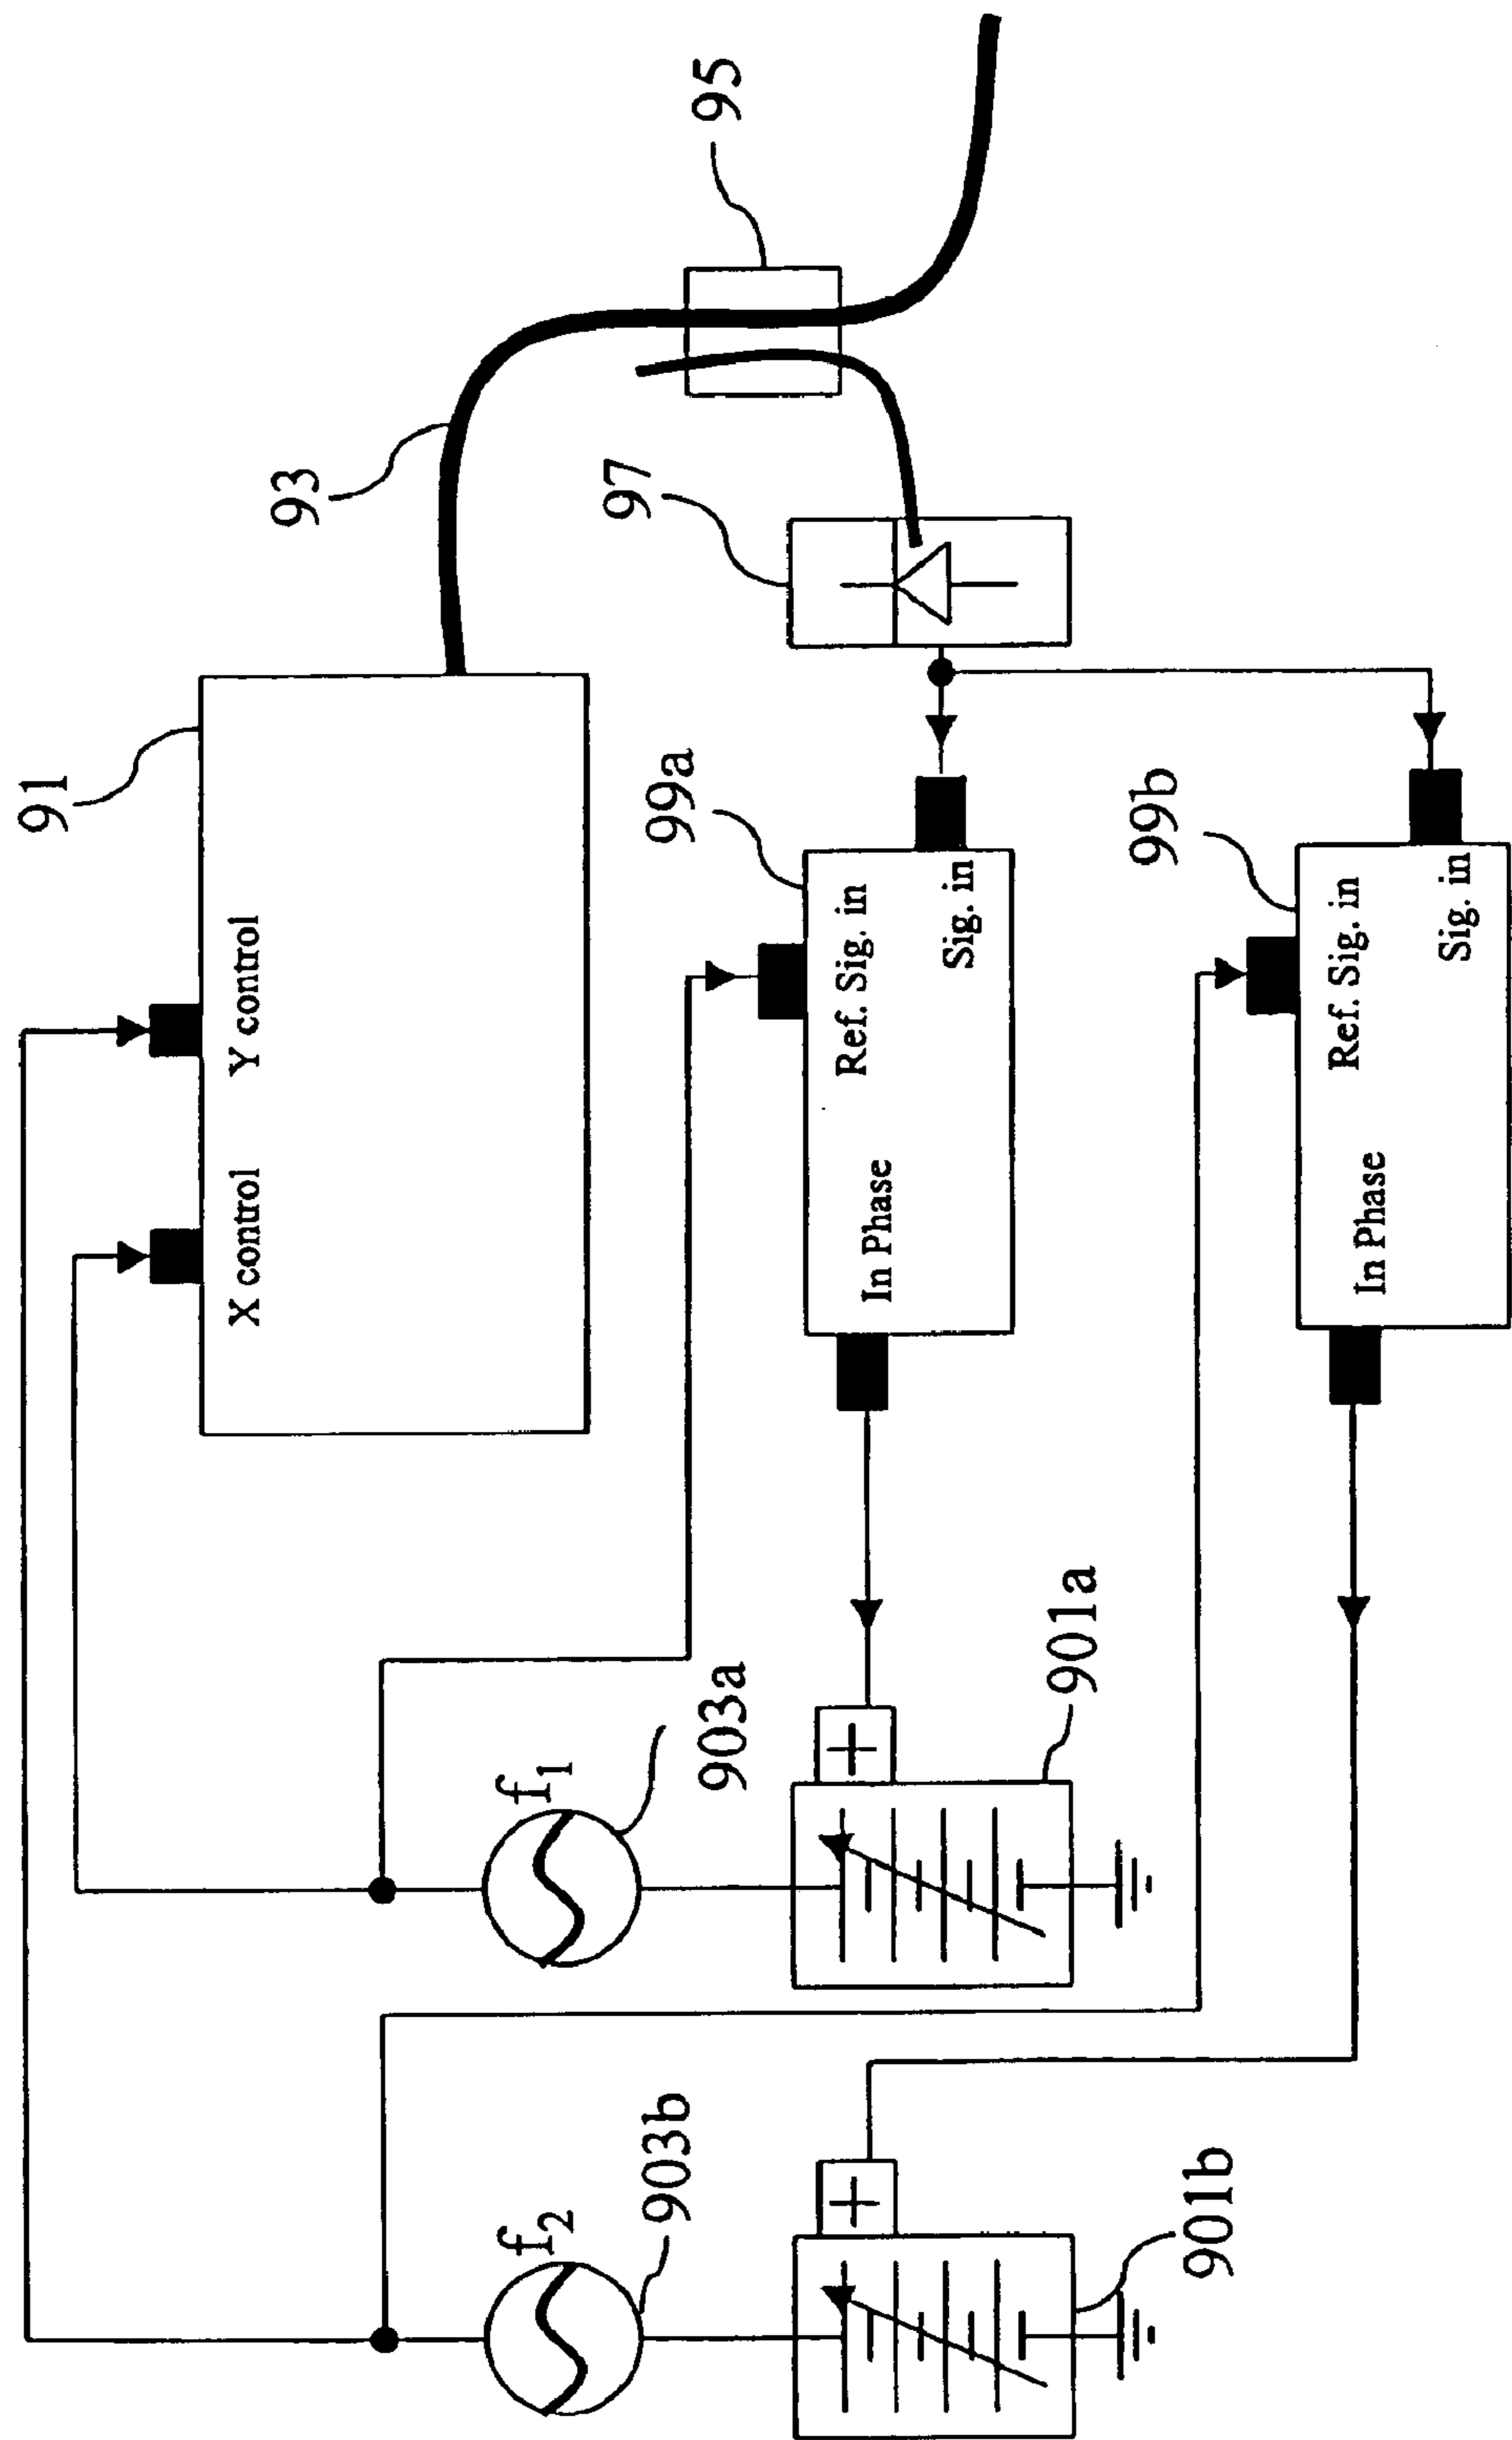 91
X control
Y control
93
95
97
99a
Ref. Sig. in
In Phase
Sig. in
99b
Ref. Sig. in
In Phase
Sig. in
f1
903a
901a
f2
903b
901b